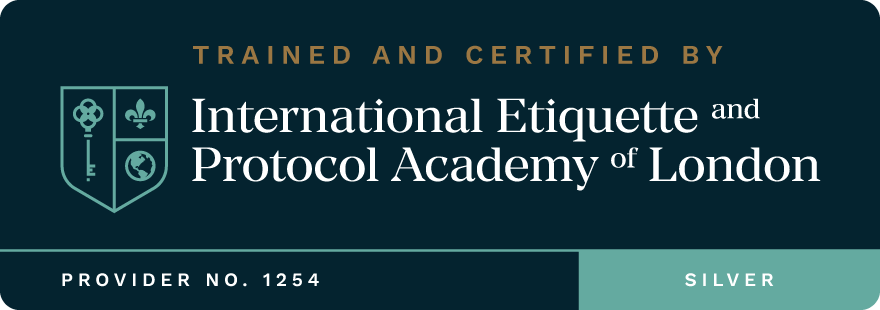 TRAINED AND CERTIFIED BY
International Etiquette and
Protocol Academy of London
PROVIDER NO. 1254
SILVER